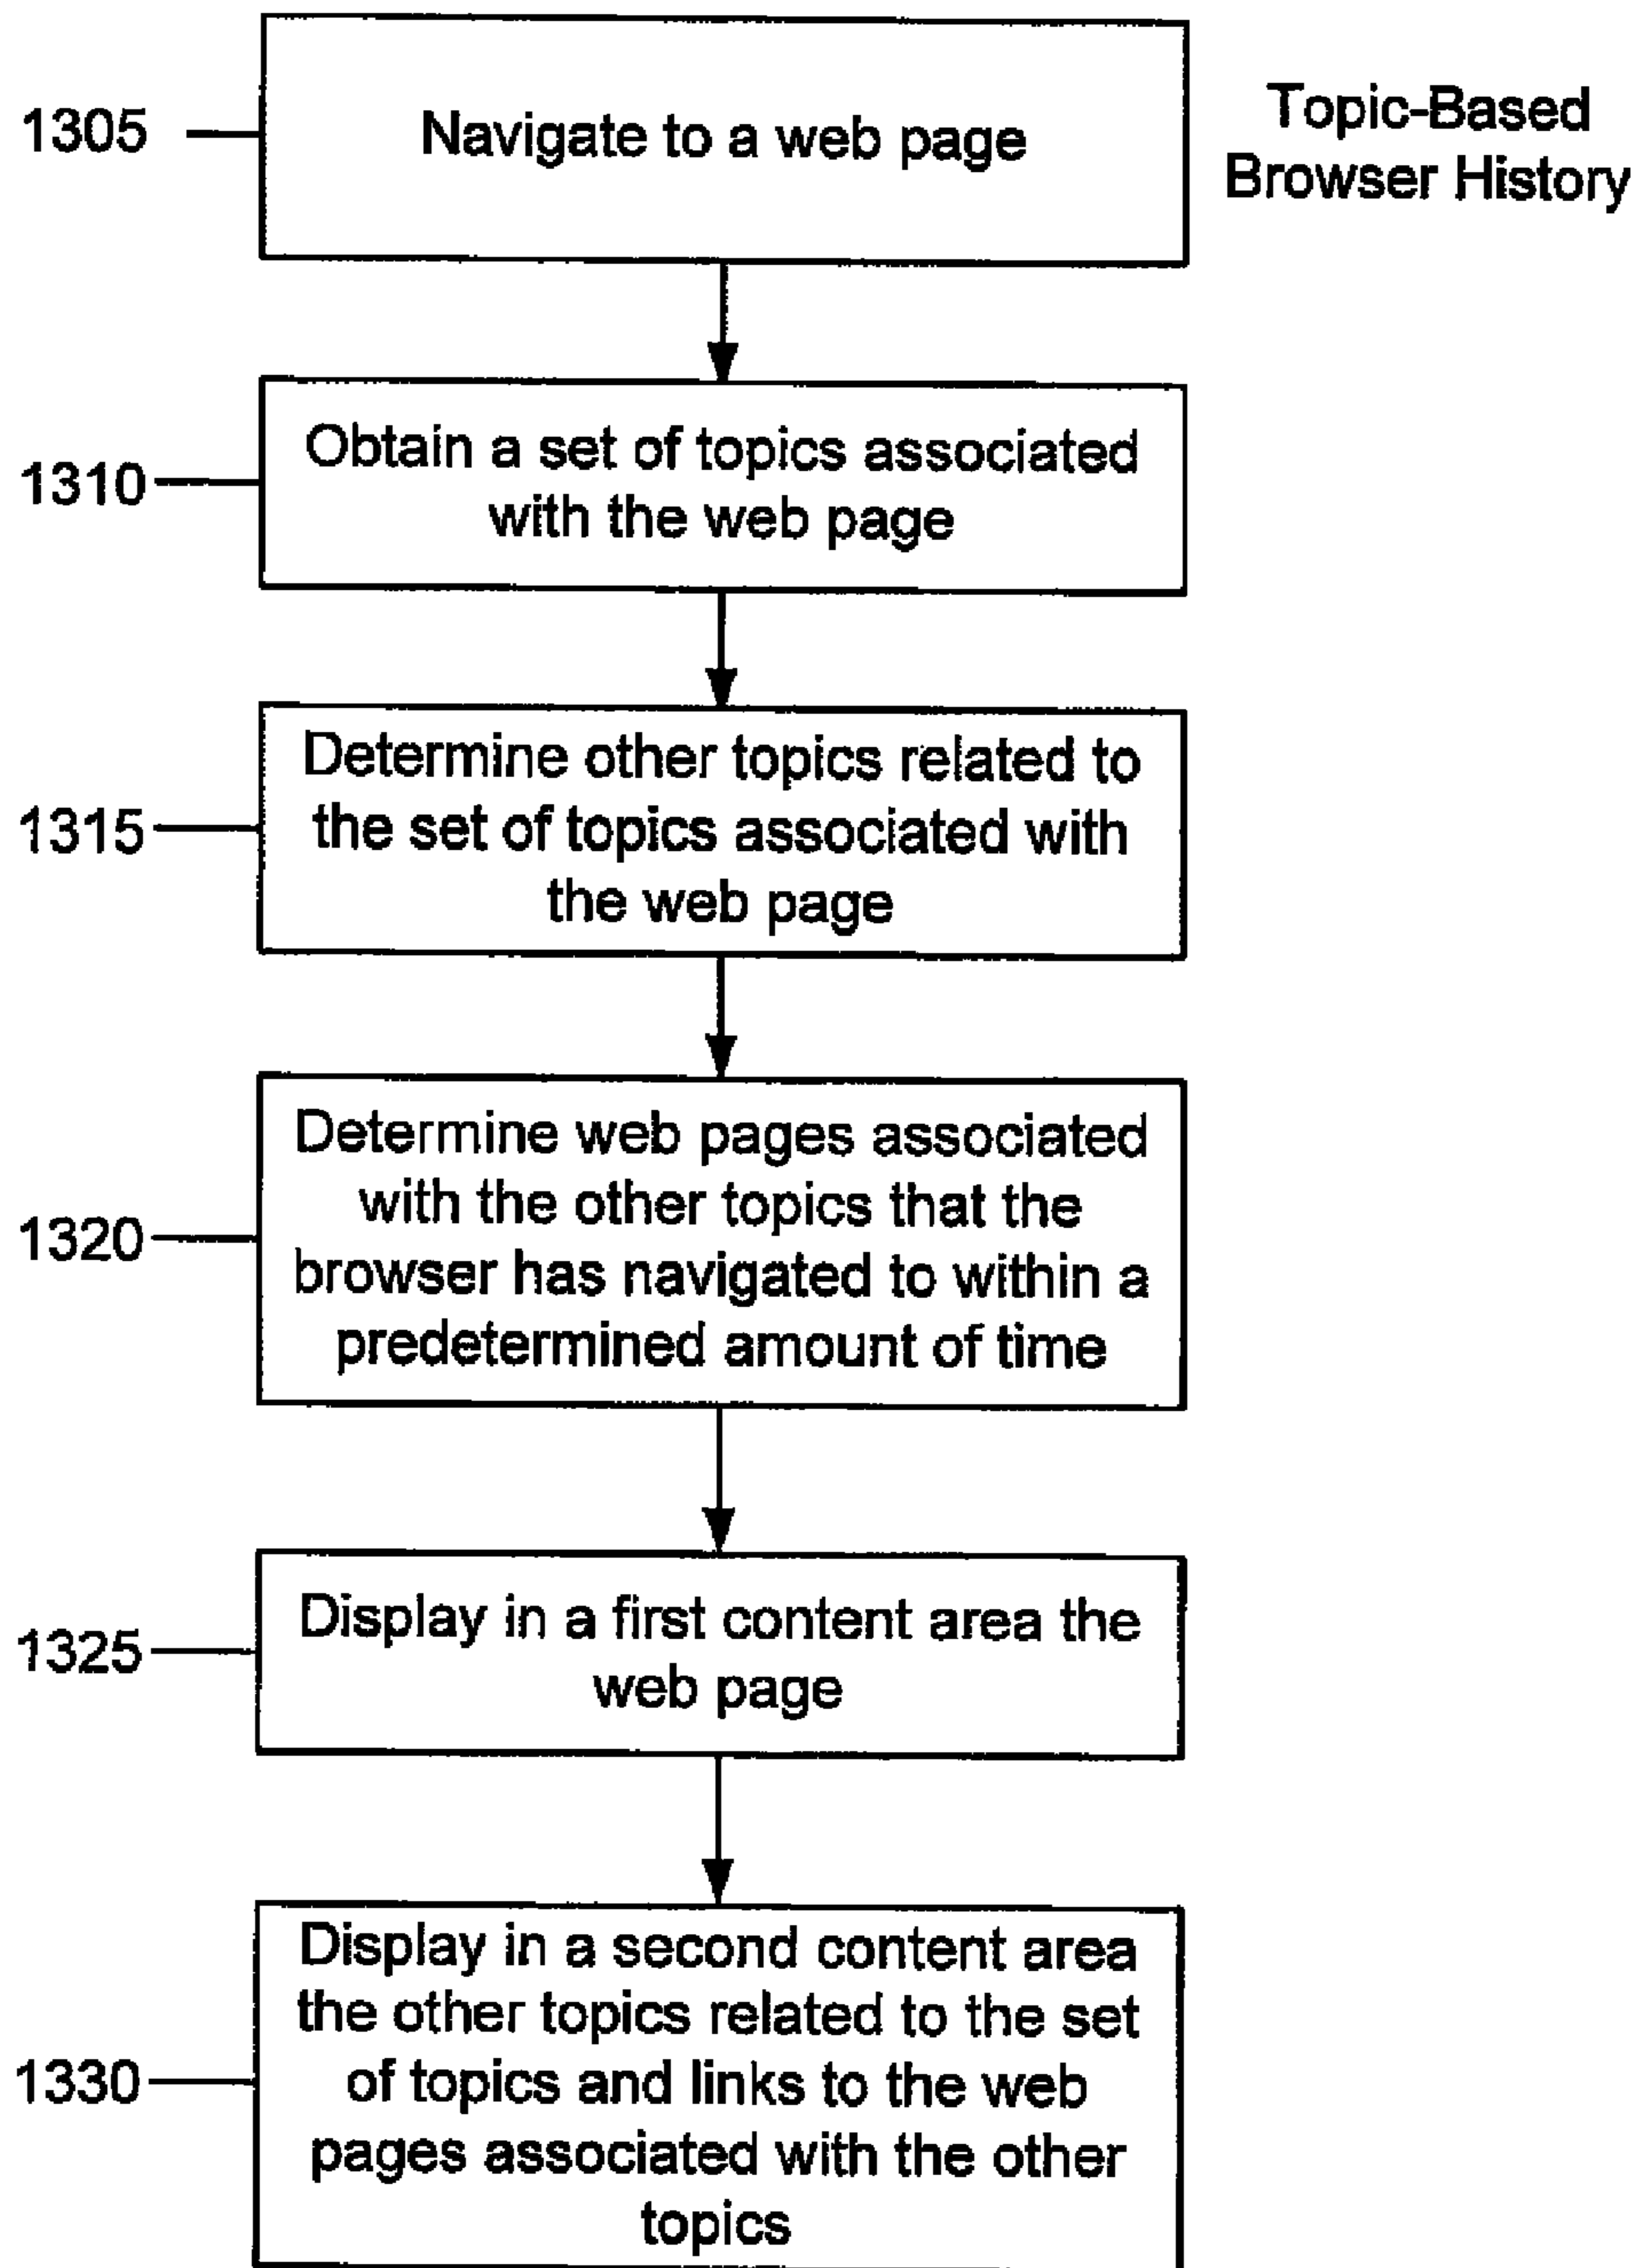 1305
Navigate to a web page
Topic-Based
Browser History
1310
Obtain a set of topics associated
with the web page
1315
Determine other topics related to
the set of topics associated with
the web page
1320
Determine web pages associated
with the other topics that the
browser has navigated to within a
predetermined amount of time
1325
Display in a first content area the
web page
1330
Display in a second content area
the other topics related to the set
of topics and links to the web
pages associated with the other
topics